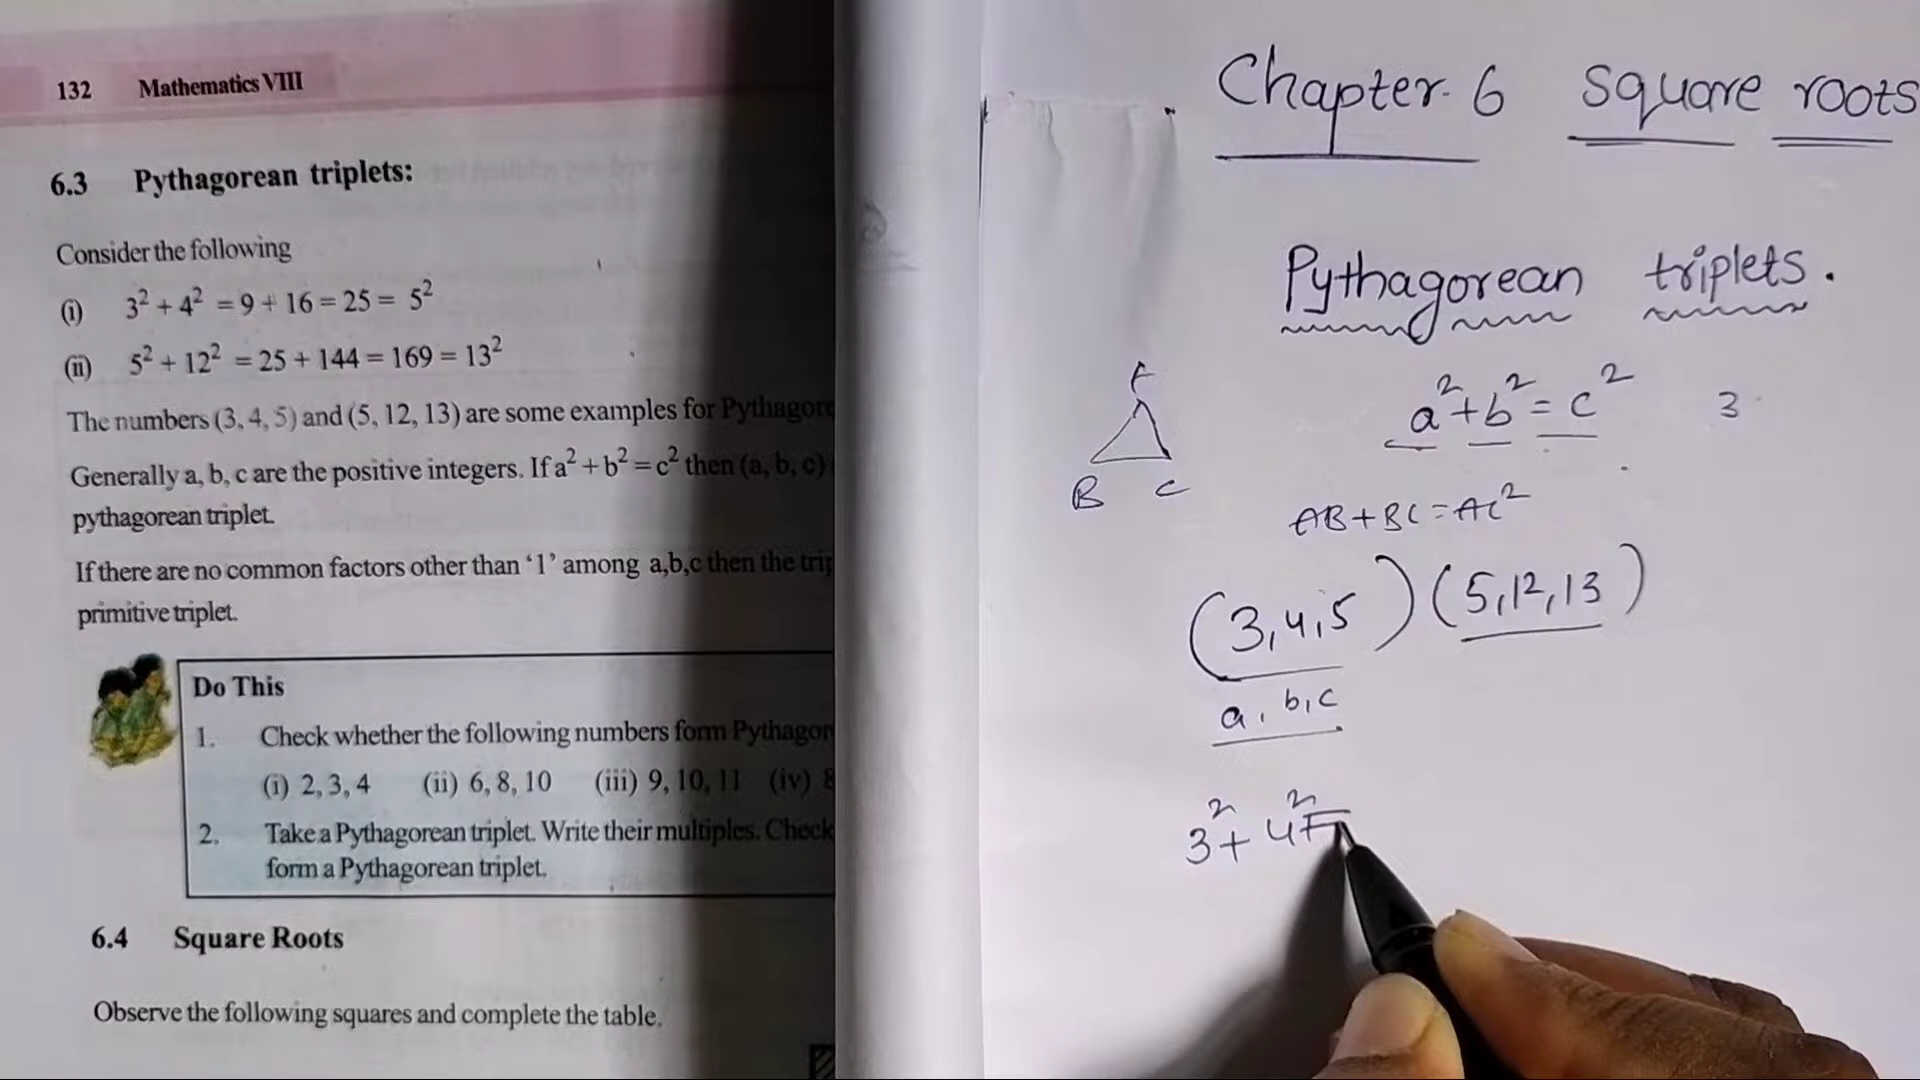 132 Mathematics VIII
6.3 Pythagorean triplets:
Consider the following
(i) 3² + 4² = 9 + 16 = 25 = 5²
(ii) 5² + 12² = 25 + 144 = 169 = 13²
The numbers (3, 4, 5) and (5, 12, 13) are some examples for
Generally a, b, c are the positive integers. If a² + b² = c² then (a, b, c)
pythagorean triplet.
If there are no common factors other than ‘1’ among a,b,c then the
primitive triplet.
Do This
1. Check whether the following numbers form
(i) 2, 3, 4 (ii) 6, 8, 10 (iii) 9, 10, 11 (iv) 8
2. Take a Pythagorean triplet. Write their multiples. Check
form a Pythagorean triplet.
6.4 Square Roots
Observe the following squares and complete the table.
Chapter-6 square roots
Pythagorean triplets.
a²+b²=c² 3
B C
AB+BC=AC²
(3,4,5) (5,12,13)
a, b,c
3²+4²=